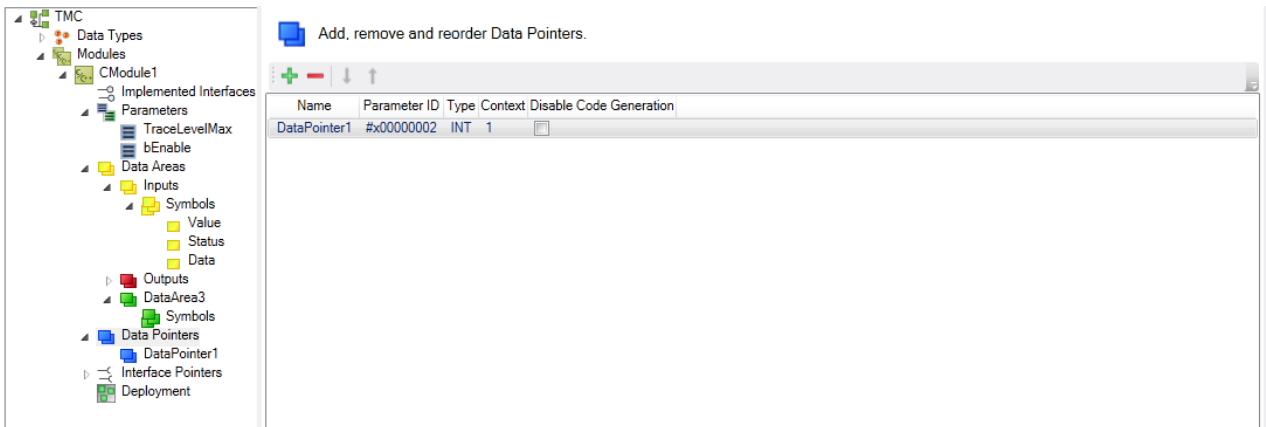 TMC
Data Types
Modules
CModule1
Implemented Interfaces
Parameters
TraceLevelMax
bEnable
Data Areas
Inputs
Symbols
Value
Status
Data
Outputs
DataArea3
Symbols
Data Pointers
DataPointer1
Interface Pointers
Deployment
Add, remove and reorder Data Pointers.
Name Parameter ID Type Context Disable Code Generation
DataPointer1 #x00000002 INT 1